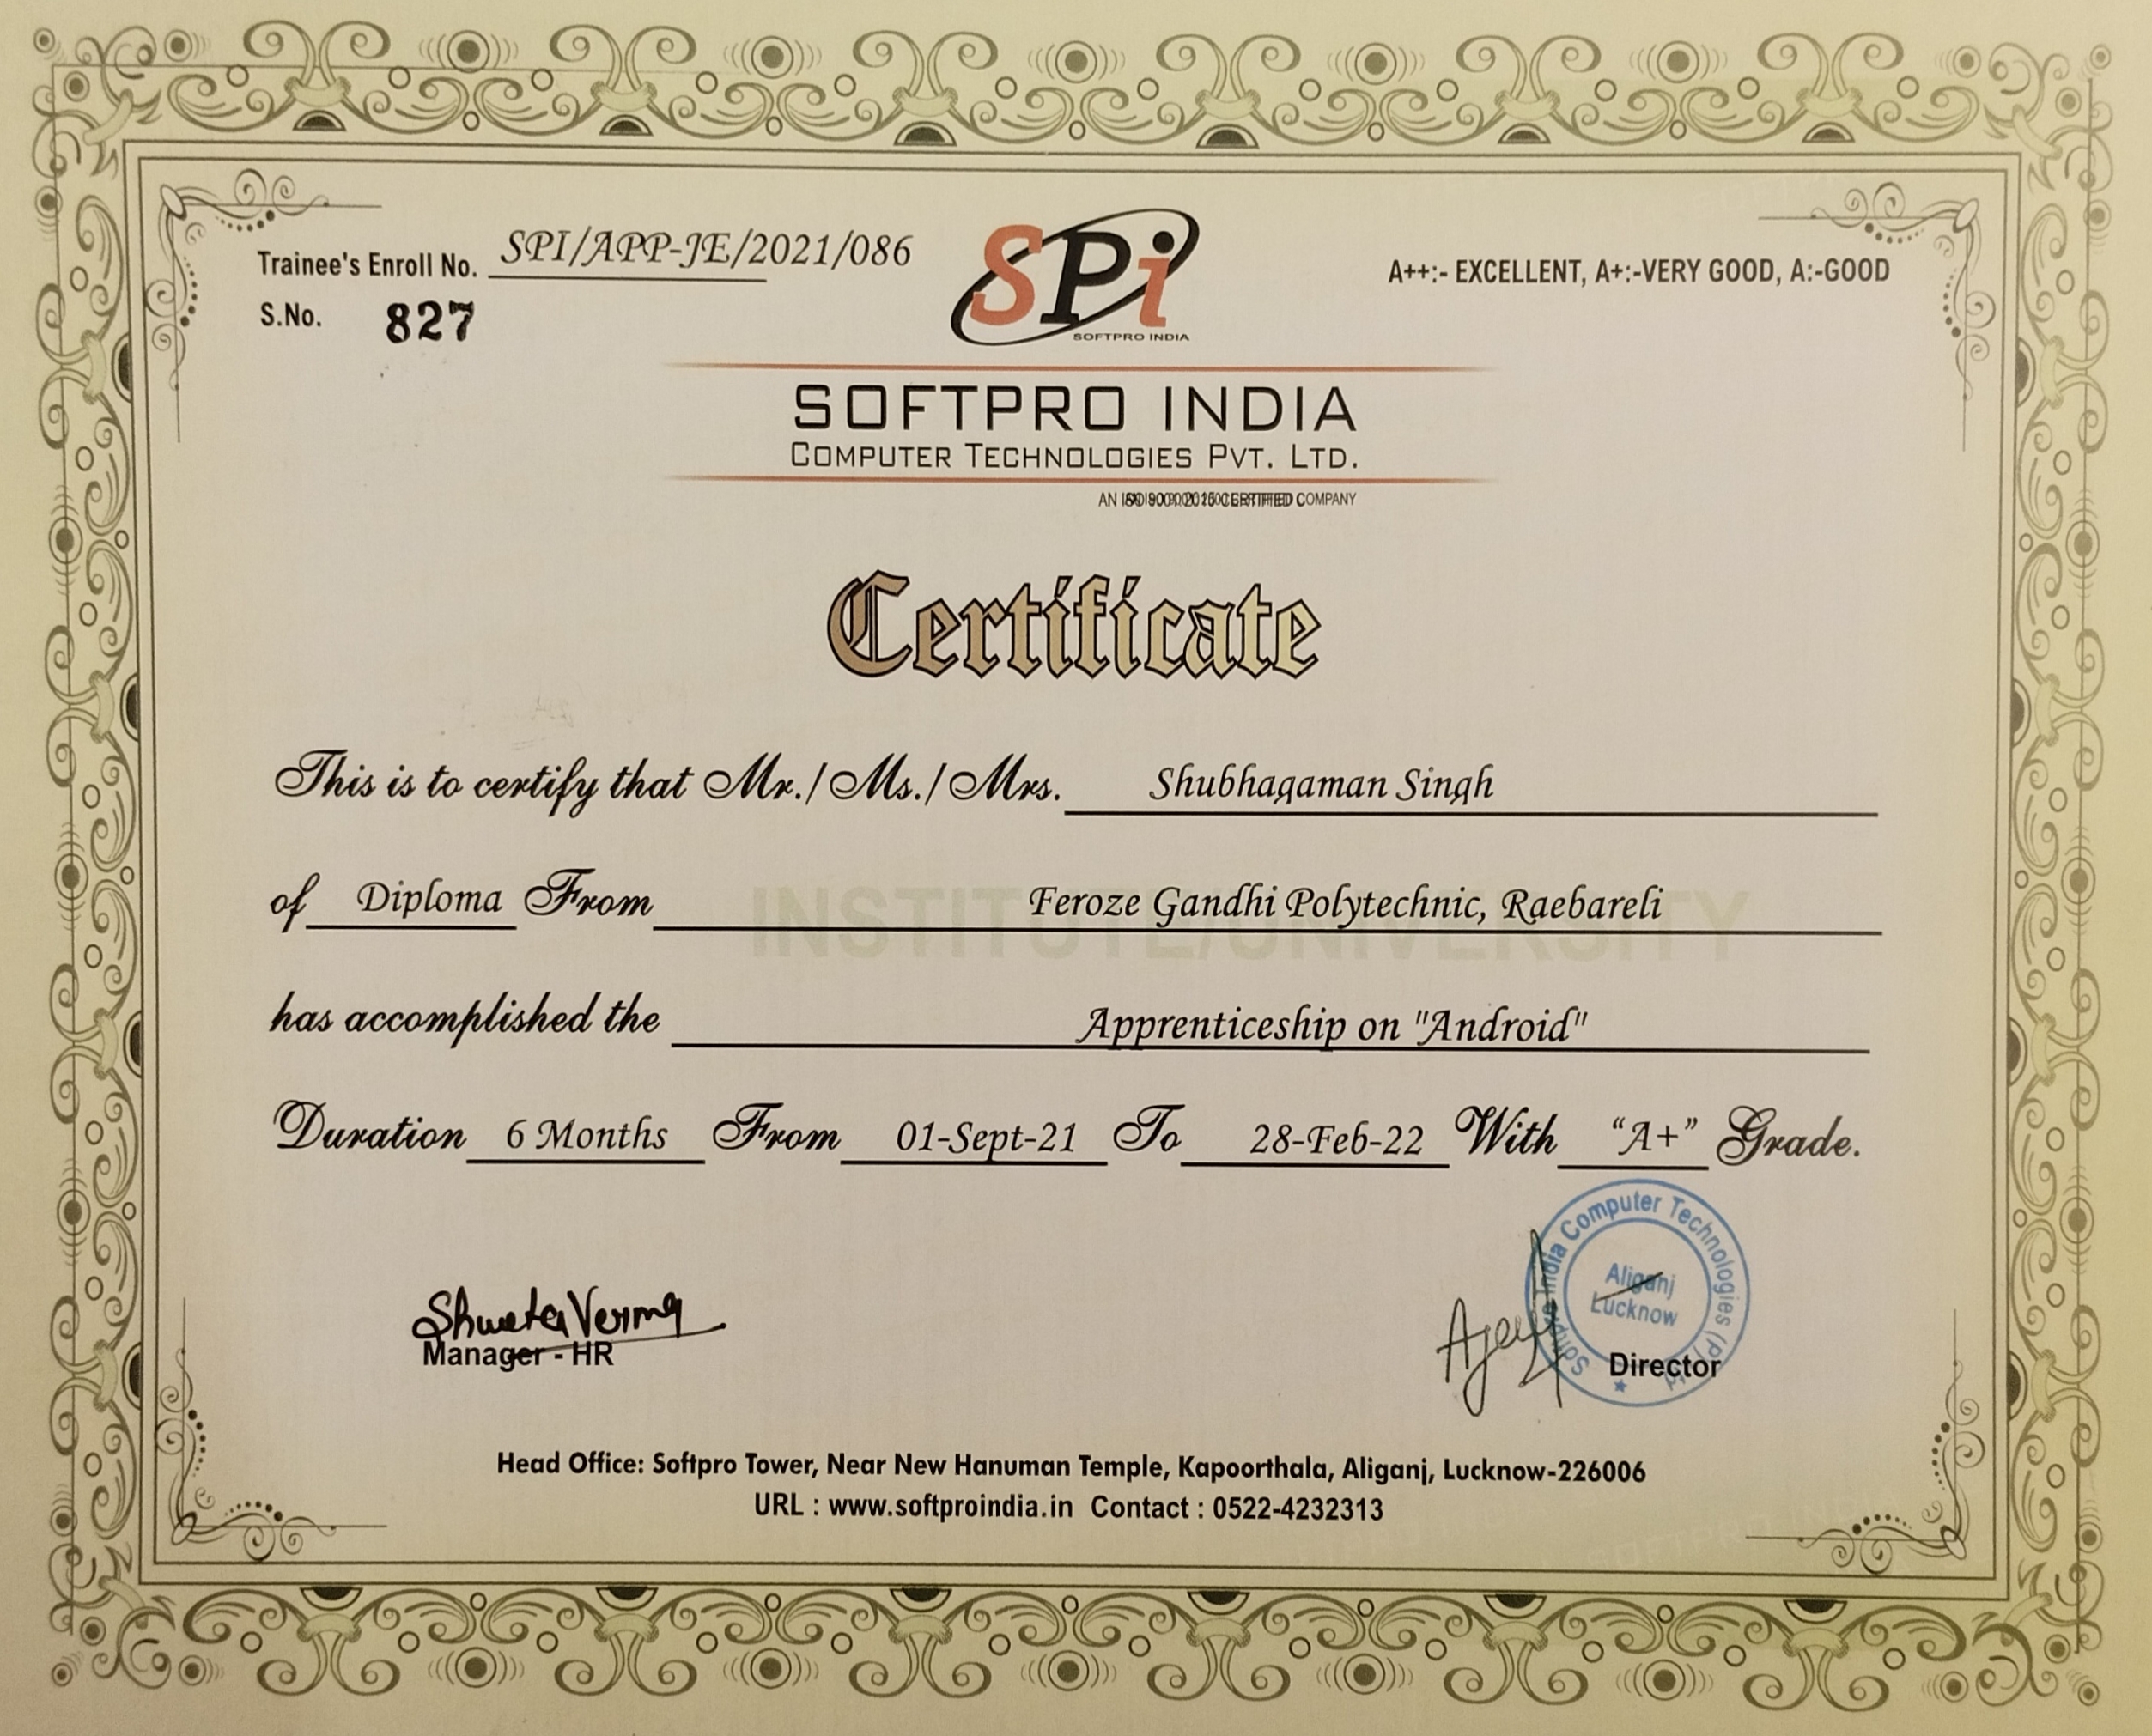 Trainee's Enroll No. SPI/APP-JE/2021/086
S.No. 827
SPi
SOFTPRO INDIA
A++:- EXCELLENT, A+:-VERY GOOD, A:-GOOD
SOFTPRO INDIA
COMPUTER TECHNOLOGIES PVT. LTD.
AN CERTIFIED COMPANY
Certificate
This is to certify that Mr./Ms./Mrs. Shubhagaman Singh
of Diploma From Feroze Gandhi Polytechnic, Raebareli
INSTITUTE/UNIVERSITY
has accomplished the Apprenticeship on "Android"
Duration 6 Months From 01-Sept-21 To 28-Feb-22 With “A+” Grade.
Shweta Verma
Manager - HR
Ajay
India Computer Technologies (P)
Aliganj
Lucknow
Director
Head Office: Softpro Tower, Near New Hanuman Temple, Kapoorthala, Aliganj, Lucknow-226006
URL : www.softproindia.in Contact : 0522-4232313